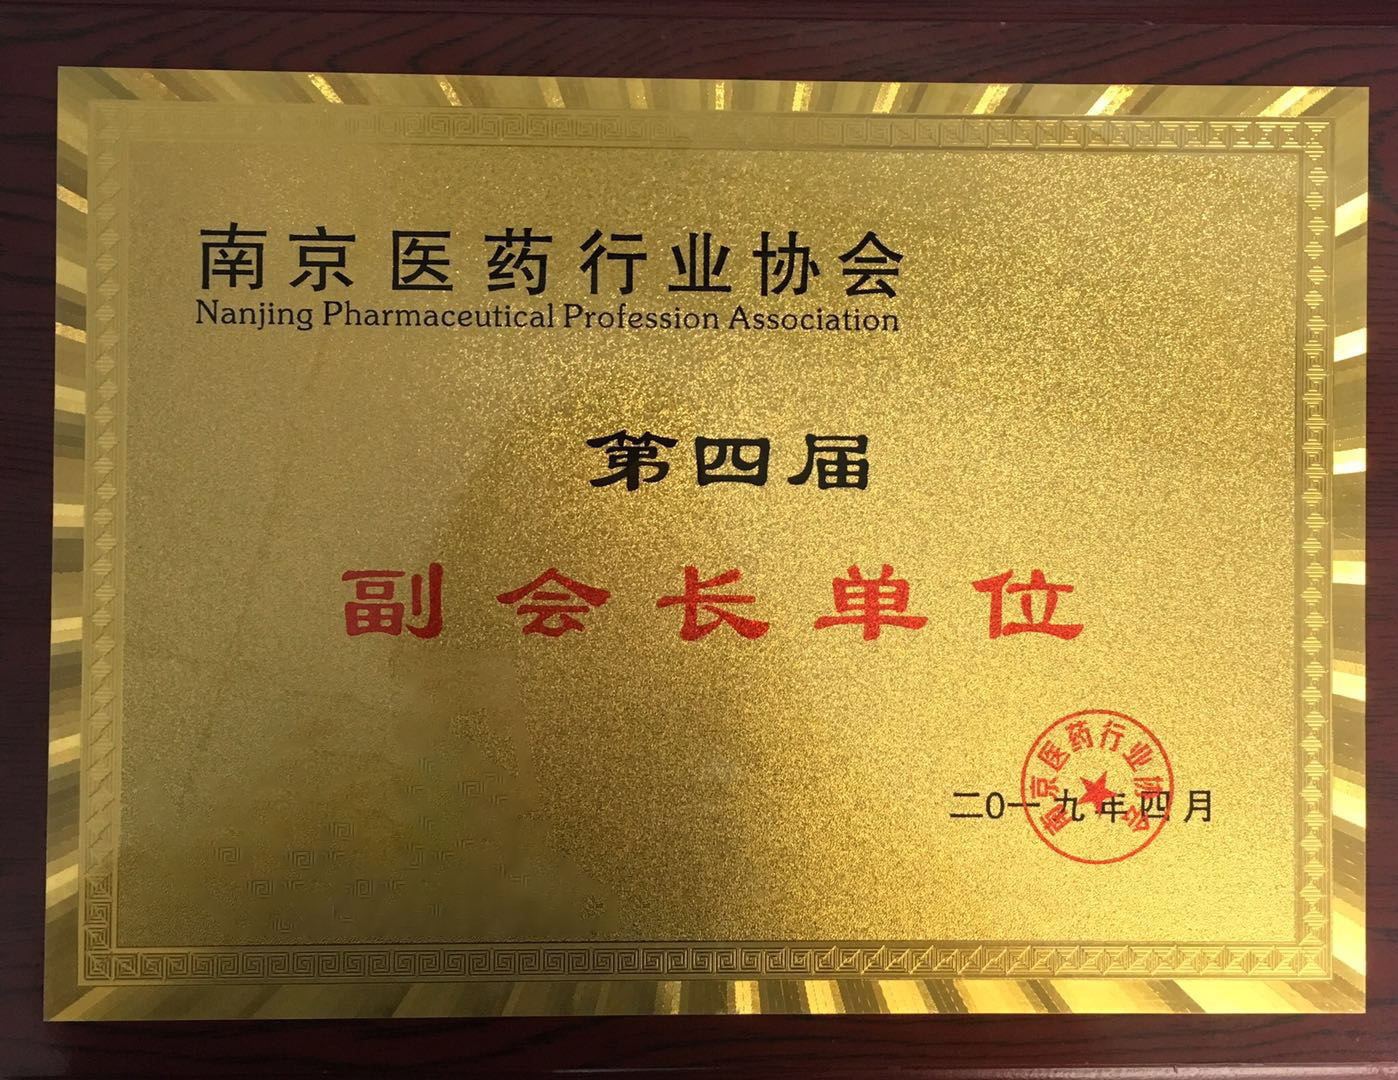 南京医药行业协会
Nanjing Pharmaceutical Profession Association
第四届
副会长单位
二0一九年四月
南京医药行业协会